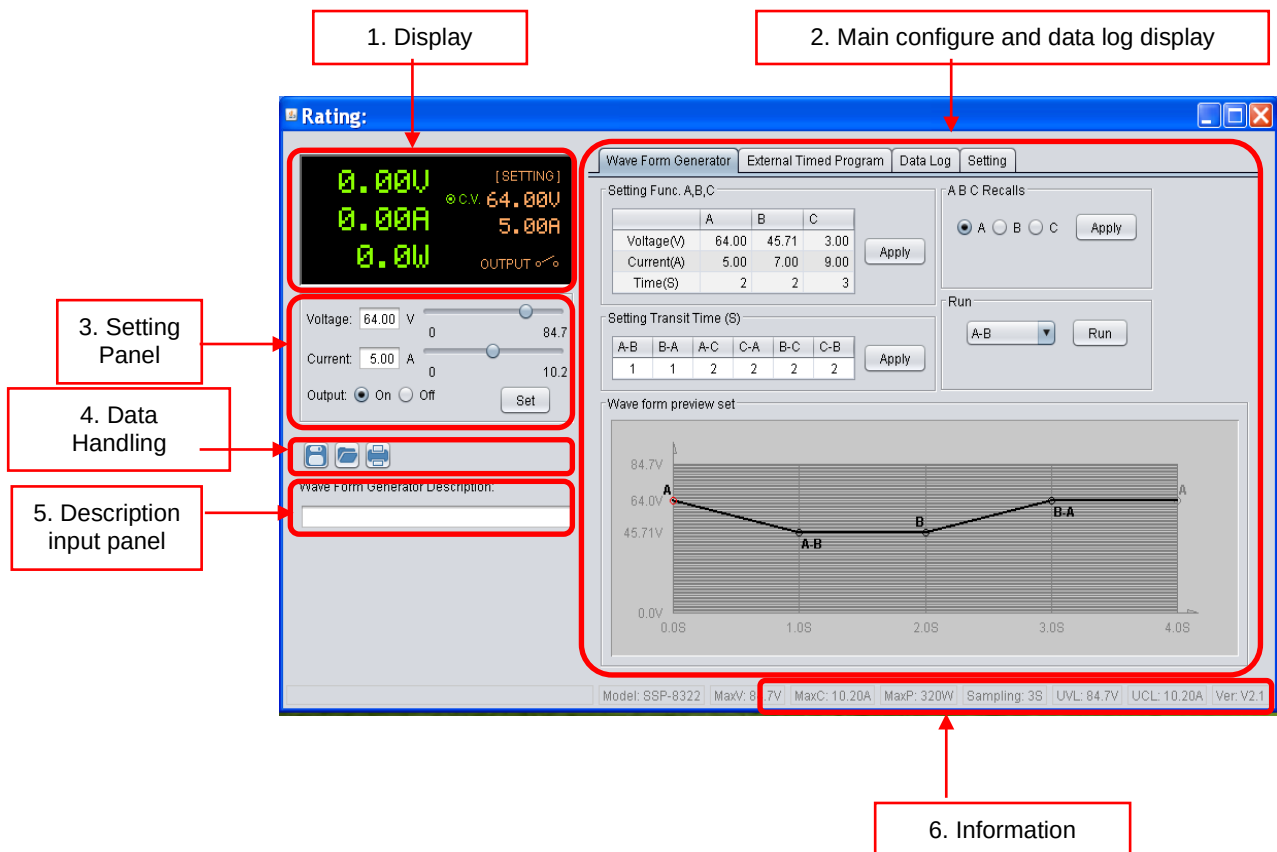 1. Display
2. Main configure and data log display
Rating:
0.00V
[SETTING]
C.V. 64.00V
0.00A
5.00A
0.0W
OUTPUT
3. Setting
Panel
Voltage: 64.00 V
0 84.7
Current: 5.00 A
0 10.2
Output: On Off Set
4. Data
Handling
5. Description
input panel
Wave Form Generator Description:
Wave Form Generator External Timed Program Data Log Setting
Setting Func. A,B,C
A B C
Voltage(V) 64.00 45.71 3.00
Current(A) 5.00 7.00 9.00
Time(S) 2 2 3
Apply
A B C Recalls
A B C Apply
Setting Transit Time (S)
A-B B-A A-C C-A B-C C-B
1 1 2 2 2 2
Apply
Run
A-B Run
Wave form preview set
84.7V
64.0V
45.71V
0.0V
A
A-B
B
B-A
A
0.0S 1.0S 2.0S 3.0S 4.0S
Model: SSP-8322 MaxV: 8.7V MaxC: 10.20A MaxP: 320W Sampling: 3S UVL: 84.7V UCL: 10.20A Ver: V2.1
6. Information